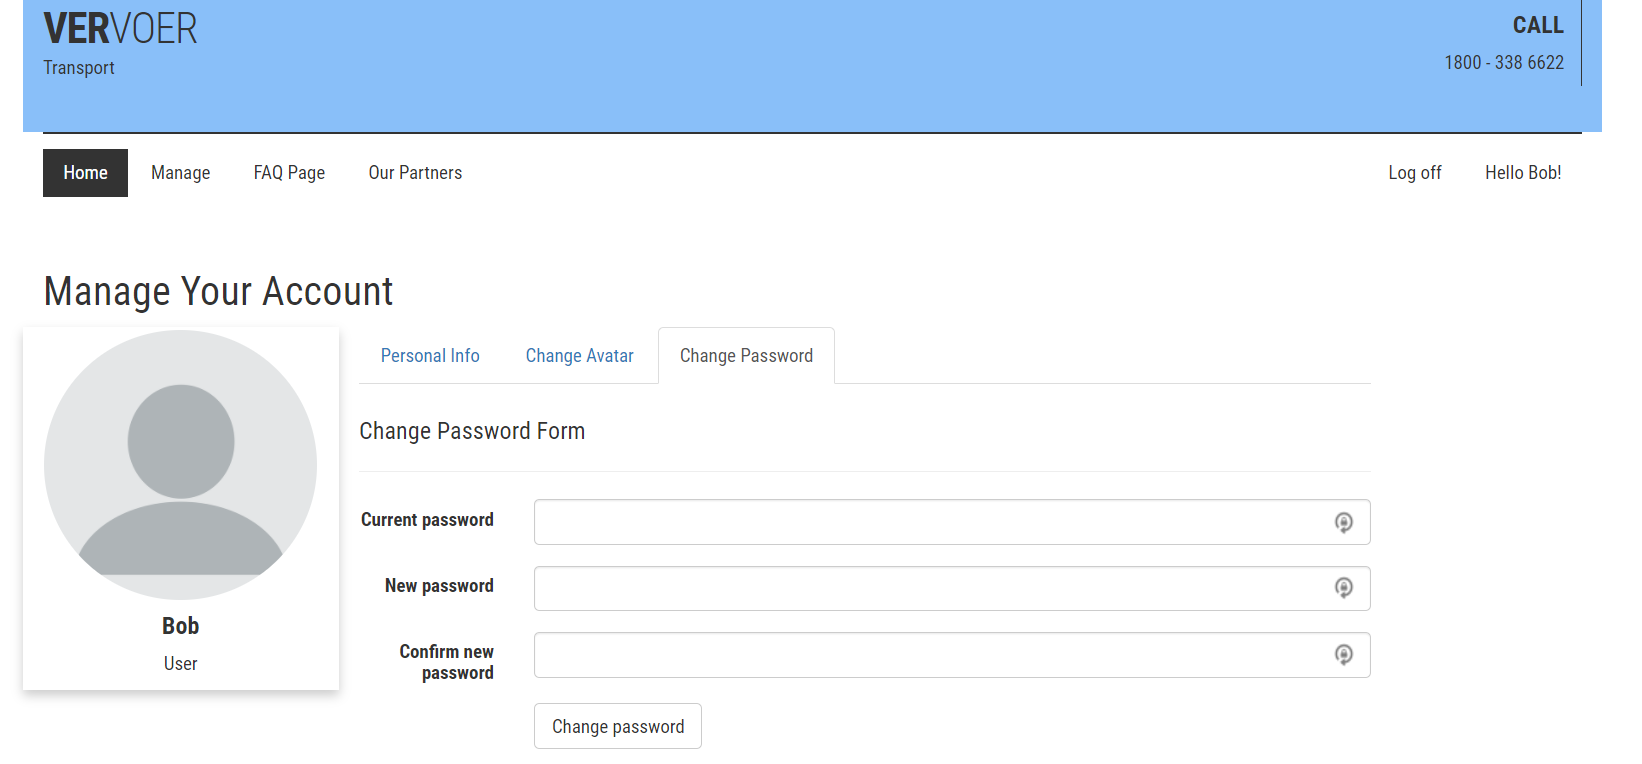 VERVOER
Transport
CALL
1800 - 338 6622
Home
Manage
FAQ Page
Our Partners
Log off
Hello Bob!
Manage Your Account
Bob
User
Personal Info
Change Avatar
Change Password
Change Password Form
Current password
New password
Confirm new
password
Change password